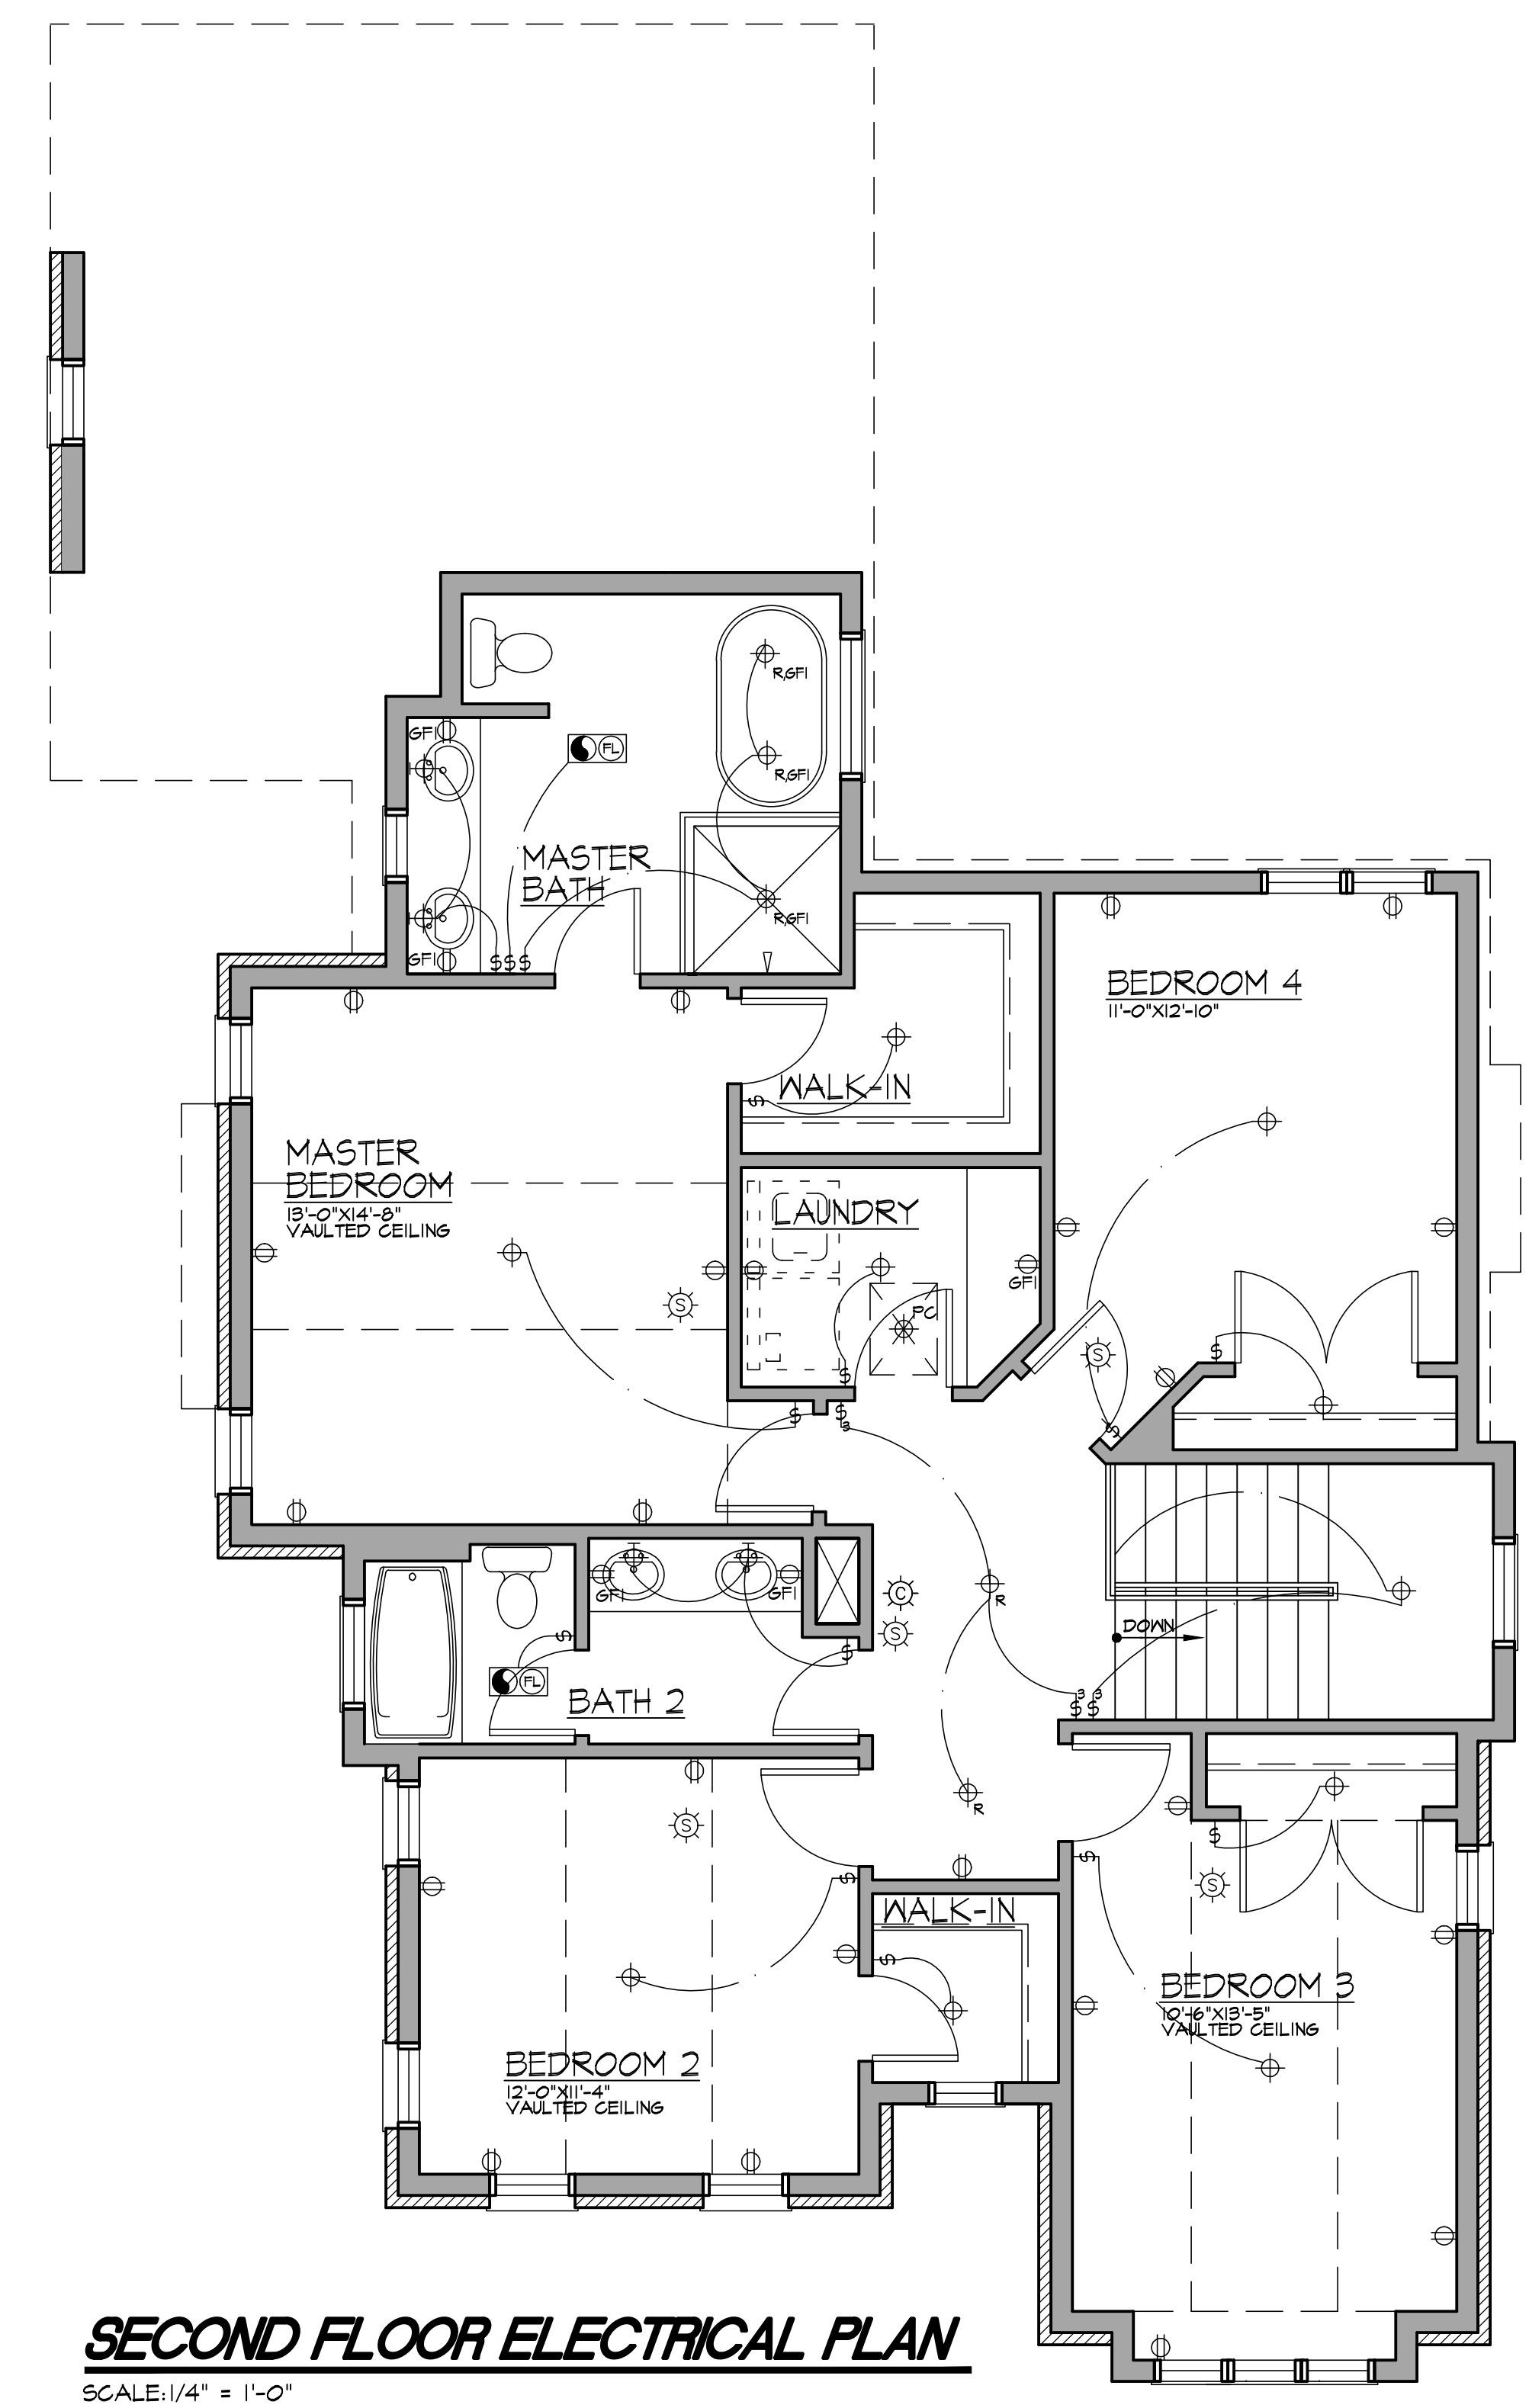 R,GFI
GFI
FL
R,GFI
MASTER
BATH
R,GFI
GFI
$ $ $
BEDROOM 4
11'-0"X12'-10"
WALK-IN
$
MASTER
BEDROOM
13'-0"X14'-8"
VAULTED CEILING
LAUNDRY
GFI
S
PC
S
$
$
$
$
$
3
C
GFI
GFI
R
S
$
$
DOWN
FL
BATH 2
3 3
$ $
R
S
$
$
$
S
WALK-IN
$
BEDROOM 3
10'-6"X13'-5"
VAULTED CEILING
BEDROOM 2
12'-0"X11'-4"
VAULTED CEILING
SECOND FLOOR ELECTRICAL PLAN
SCALE:1/4" = 1'-0"